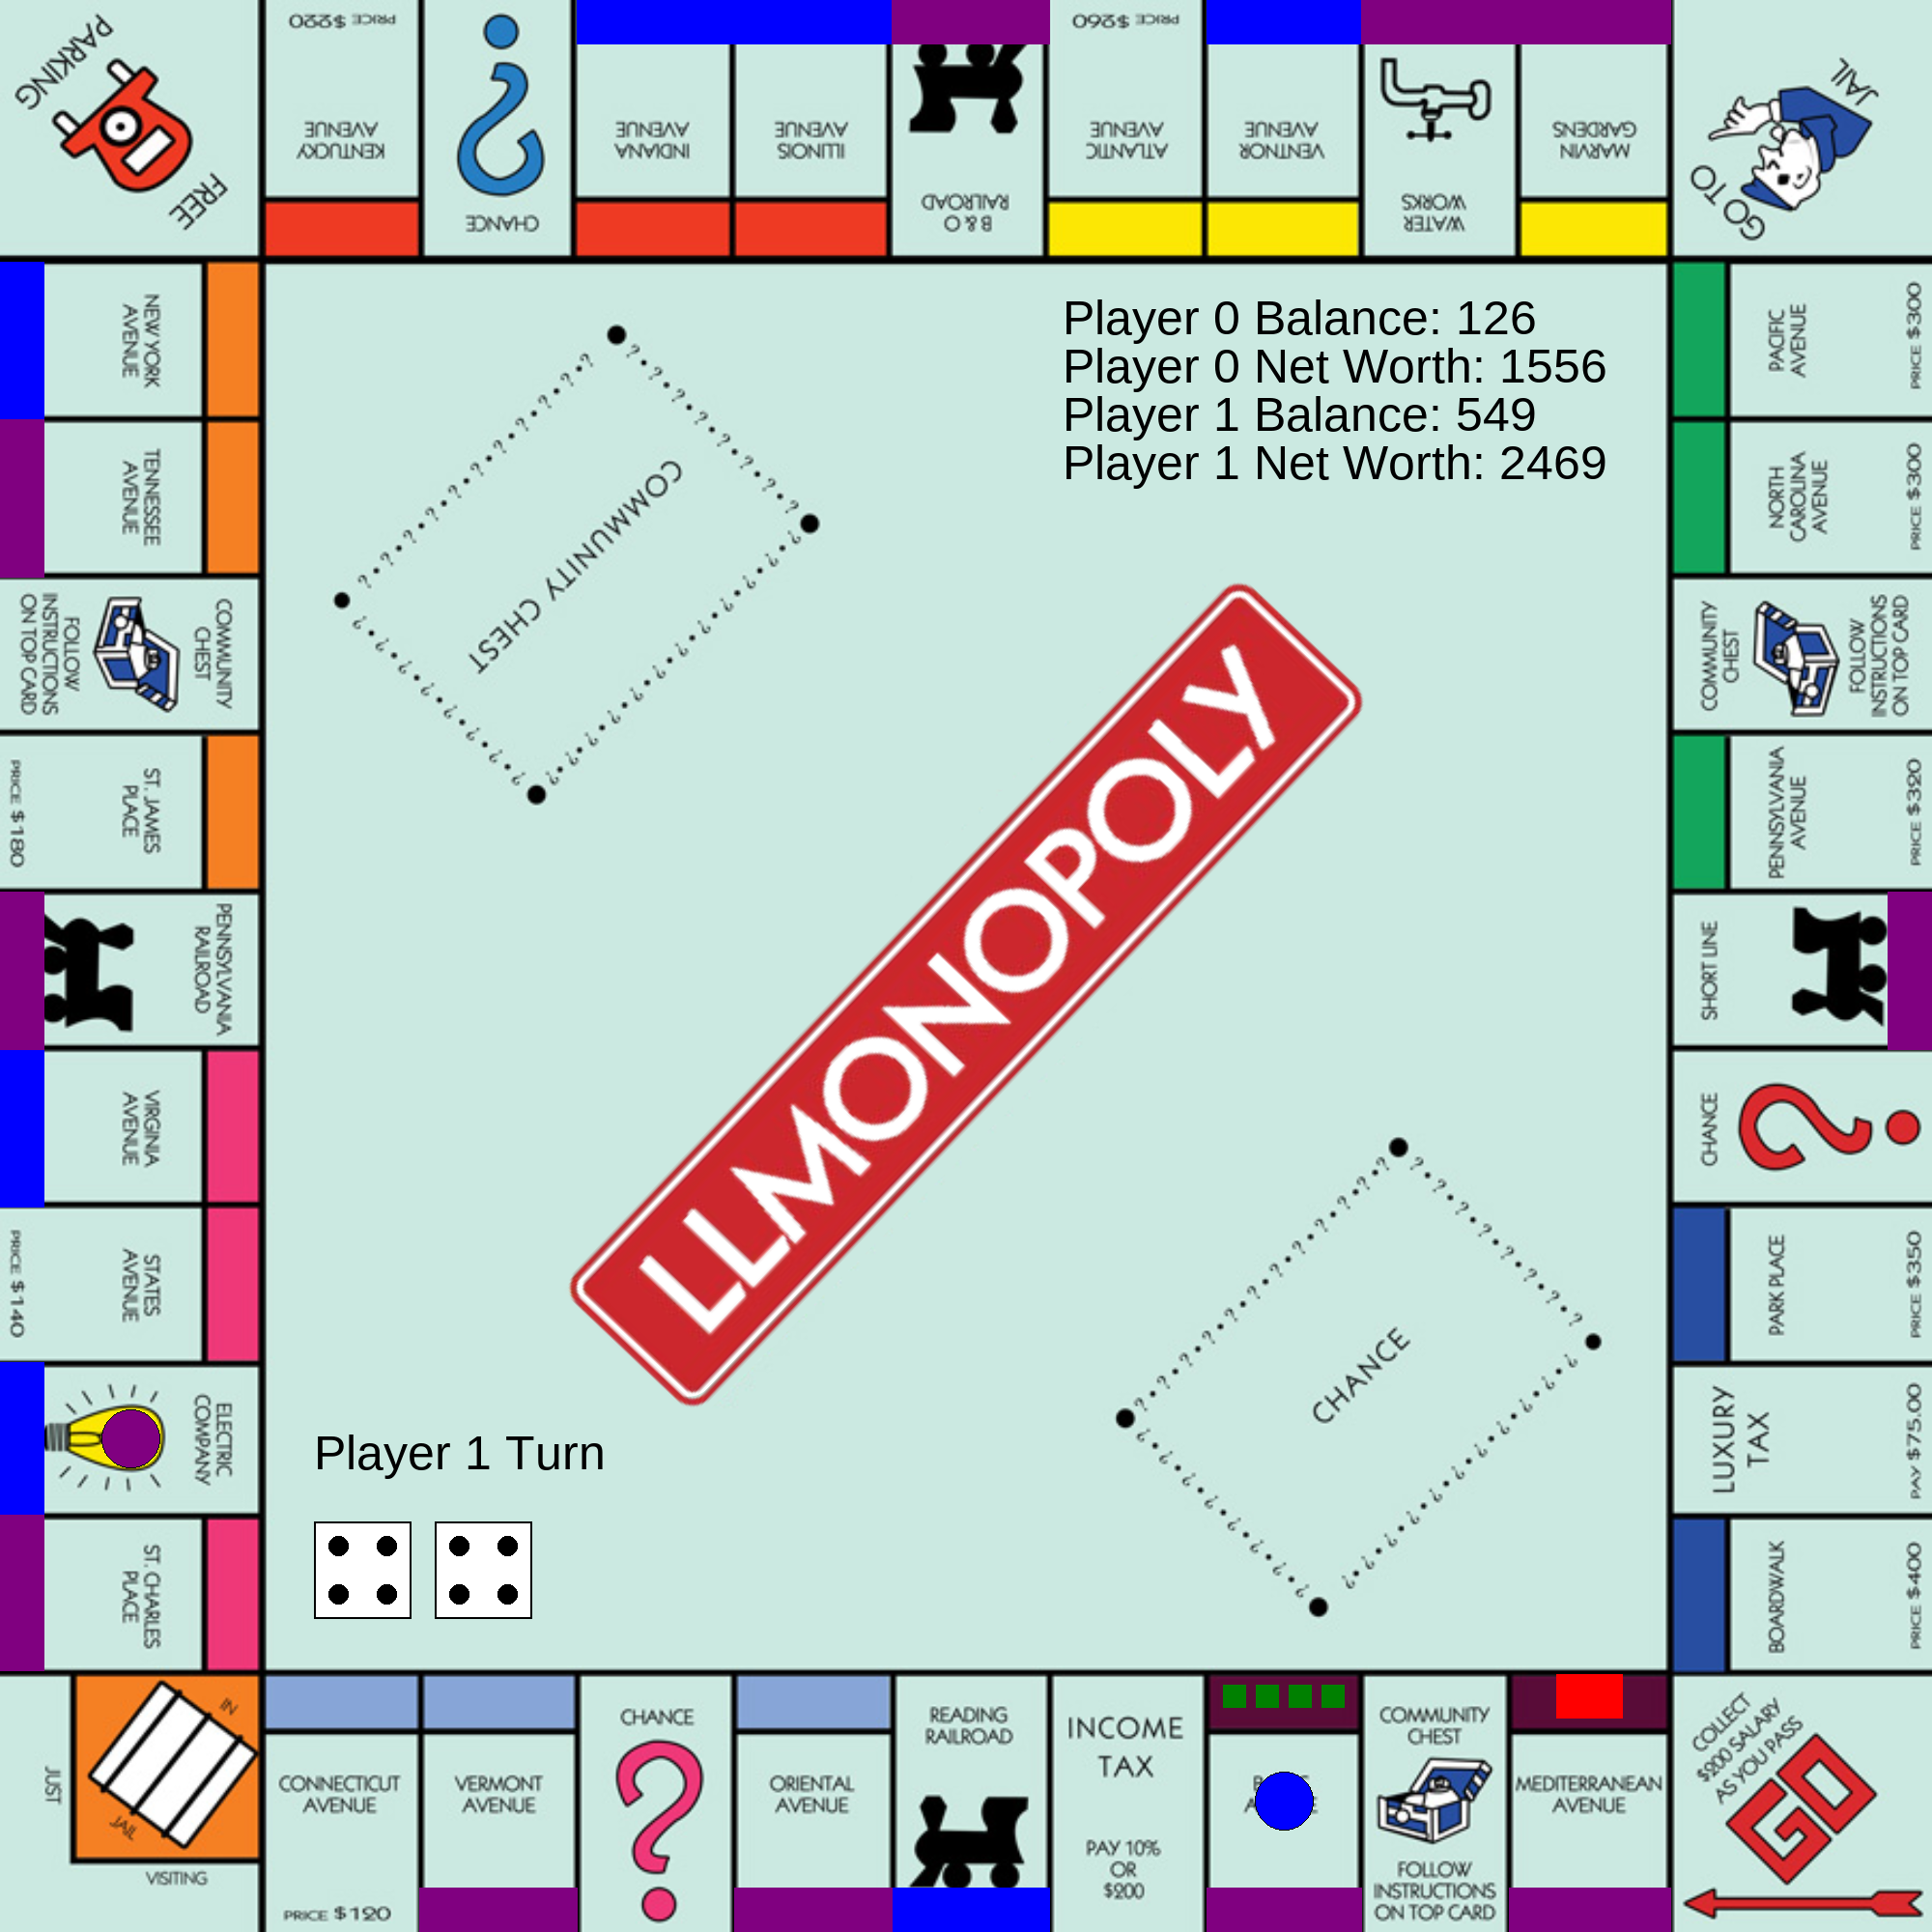 FREE
PARKING
PRICE $220
KENTUCKY
AVENUE
CHANCE
INDIANA
AVENUE
ILLINOIS
AVENUE
B & O
RAILROAD
PRICE $260
ATLANTIC
AVENUE
VENTNOR
AVENUE
WATER
WORKS
MARVIN
GARDENS
GO TO
JAIL
NEW YORK
AVENUE
TENNESSEE
AVENUE
COMMUNITY
CHEST
FOLLOW
INSTRUCTIONS
ON TOP CARD
ST. JAMES
PLACE
PRICE $180
PENNSYLVANIA
RAILROAD
VIRGINIA
AVENUE
STATES
AVENUE
PRICE $140
ELECTRIC
COMPANY
ST. CHARLES
PLACE
Player 0 Balance: 126
Player 0 Net Worth: 1556
Player 1 Balance: 549
Player 1 Net Worth: 2469
COMMUNITY CHEST
LLMONOPOLY
CHANCE
Player 1 Turn
PACIFIC
AVENUE
PRICE $300
NORTH
CAROLINA
AVENUE
PRICE $300
COMMUNITY
CHEST
FOLLOW
INSTRUCTIONS
ON TOP CARD
PENNSYLVANIA
AVENUE
PRICE $320
SHORT LINE
CHANCE
PARK PLACE
PRICE $350
LUXURY
TAX
PAY $75.00
BOARDWALK
PRICE $400
JUST
VISITING
IN
JAIL
CONNECTICUT
AVENUE
PRICE $120
VERMONT
AVENUE
CHANCE
ORIENTAL
AVENUE
READING
RAILROAD
INCOME
TAX
PAY 10%
OR
$200
COMMUNITY
CHEST
FOLLOW
INSTRUCTIONS
ON TOP CARD
MEDITERRANEAN
AVENUE
COLLECT
$200 SALARY
AS YOU PASS
GO